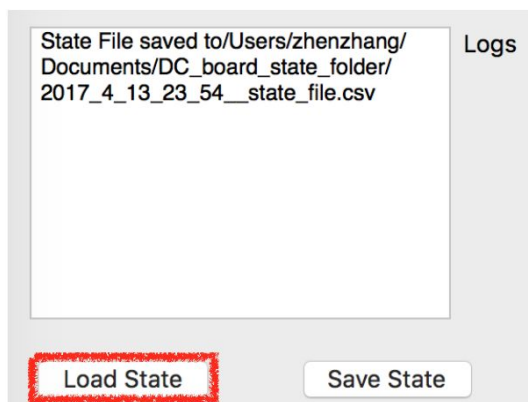 State File saved to/Users/zhenzhang/
Documents/DC_board_state_folder/
2017_4_13_23_54__state_file.csv
Logs
Load State
Save State